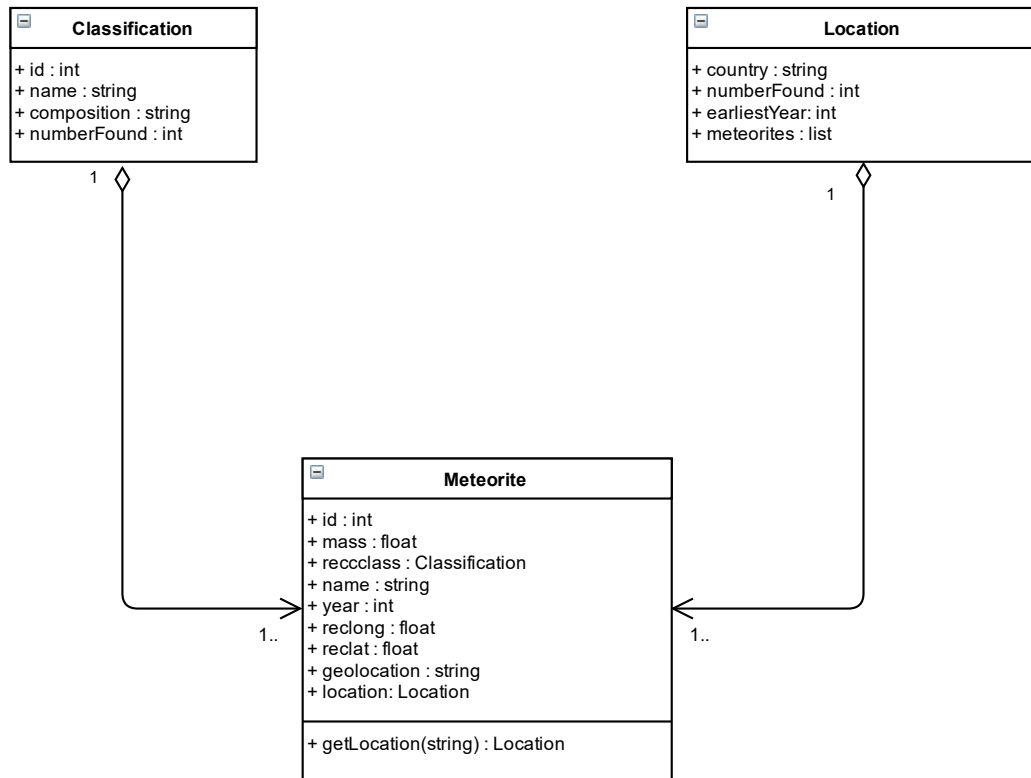 Classification
+ id : int
+ name : string
+ composition : string
+ numberFound : int
1
Location
+ country : string
+ numberFound : int
+ earliestYear: int
+ meteorites : list
1
Meteorite
+ id : int
+ mass : float
+ reccclass : Classification
+ name : string
+ year : int
+ reclong : float
+ reclat : float
+ geolocation : string
+ location: Location
+ getLocation(string) : Location
1..
1..